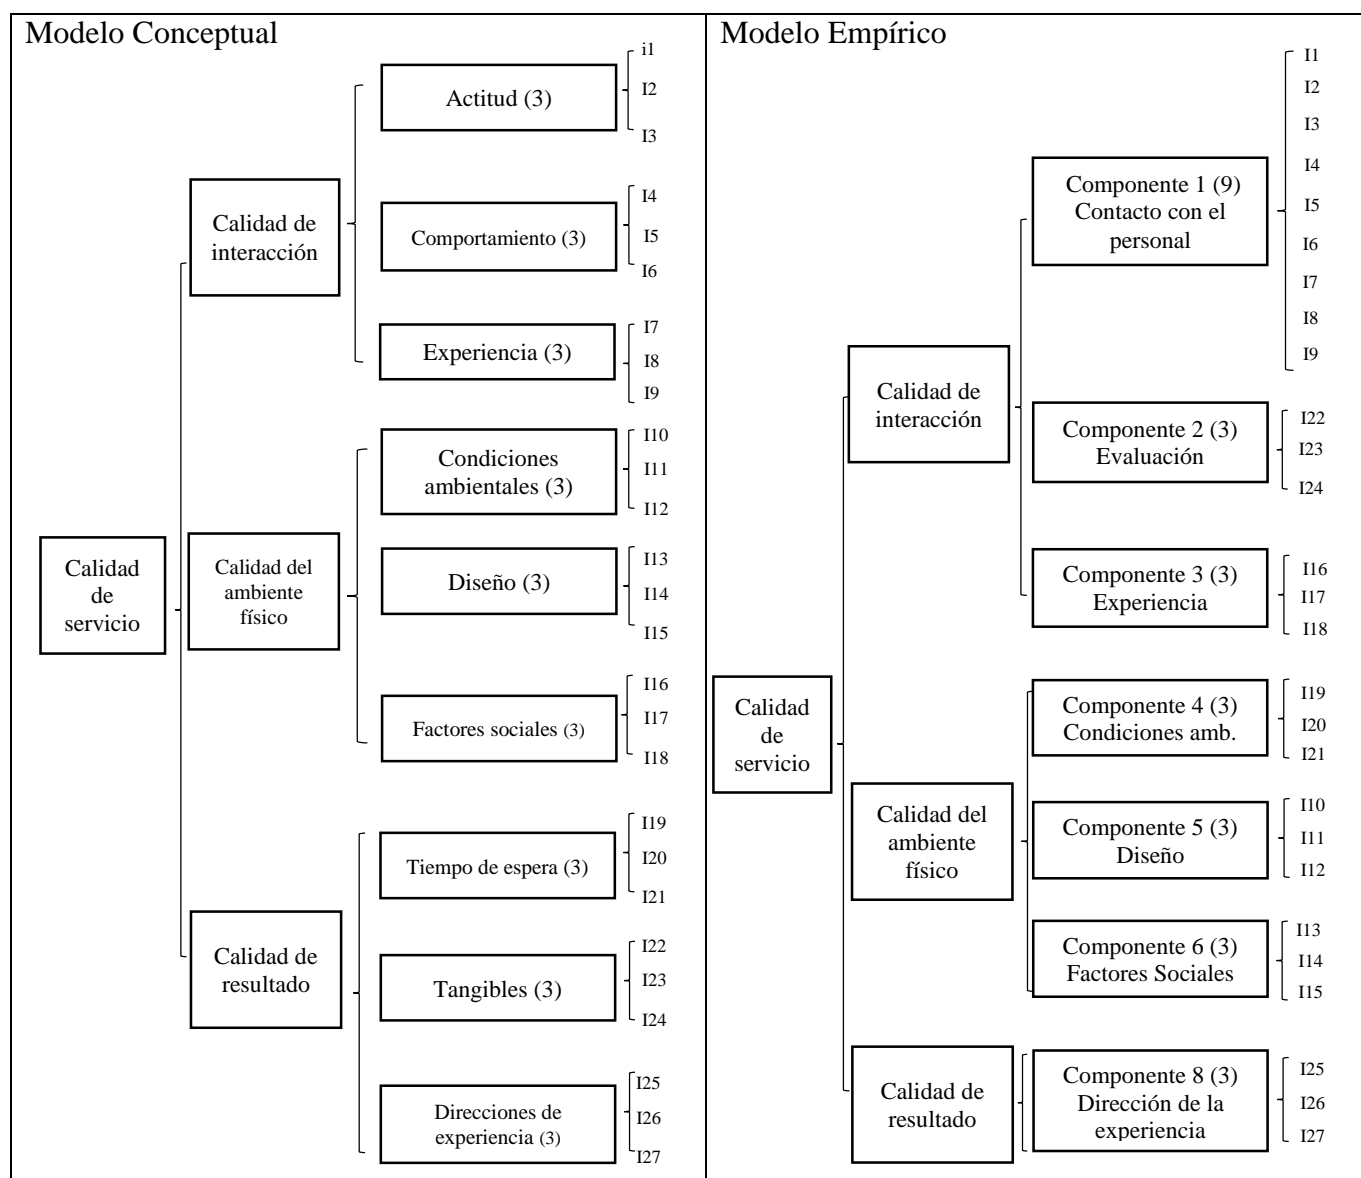 Modelo Conceptual
i1
I2
I3
Actitud (3)
I4
I5
I6
Comportamiento (3)
Calidad de
interacción
I7
I8
I9
Experiencia (3)
I10
I11
I12
Condiciones
ambientales (3)
Calidad
de
servicio
Calidad del
ambiente
físico
I13
I14
I15
Diseño (3)
I16
I17
I18
Factores sociales (3)
I19
I20
I21
Tiempo de espera (3)
Calidad de
resultado
I22
I23
I24
Tangibles (3)
I25
I26
I27
Direcciones de
experiencia (3)
Modelo Empírico
I1
I2
I3
I4
I5
I6
I7
I8
I9
Componente 1 (9)
Contacto con el
personal
Calidad de
interacción
Componente 2 (3)
Evaluación
I22
I23
I24
Componente 3 (3)
Experiencia
I16
I17
I18
Calidad
de
servicio
Componente 4 (3)
Condiciones amb.
I19
I20
I21
Calidad del
ambiente
físico
Componente 5 (3)
Diseño
I10
I11
I12
Componente 6 (3)
Factores Sociales
I13
I14
I15
Calidad de
resultado
Componente 8 (3)
Dirección de la
experiencia
I25
I26
I27